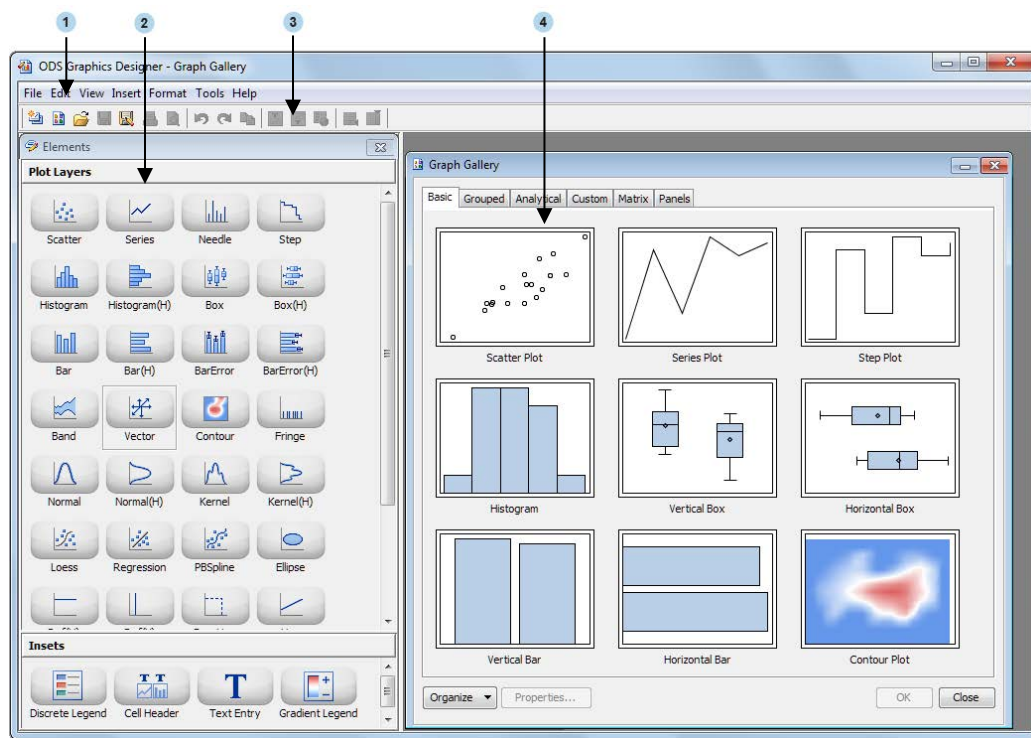 1 2 3 4
ODS Graphics Designer - Graph Gallery
File Edit View Insert Format Tools Help
Elements
Plot Layers
Scatter Series Needle Step
Histogram Histogram(H) Box Box(H)
Bar Bar(H) BarError BarError(H)
Band Vector Contour Fringe
Normal Normal(H) Kernel Kernel(H)
Loess Regression PBSpline Ellipse
Insets
T T T
Discrete Legend Cell Header Text Entry Gradient Legend
Graph Gallery
Basic Grouped Analytical Custom Matrix Panels
Scatter Plot Series Plot Step Plot
Histogram Vertical Box Horizontal Box
Vertical Bar Horizontal Bar Contour Plot
Organize Properties... OK Close